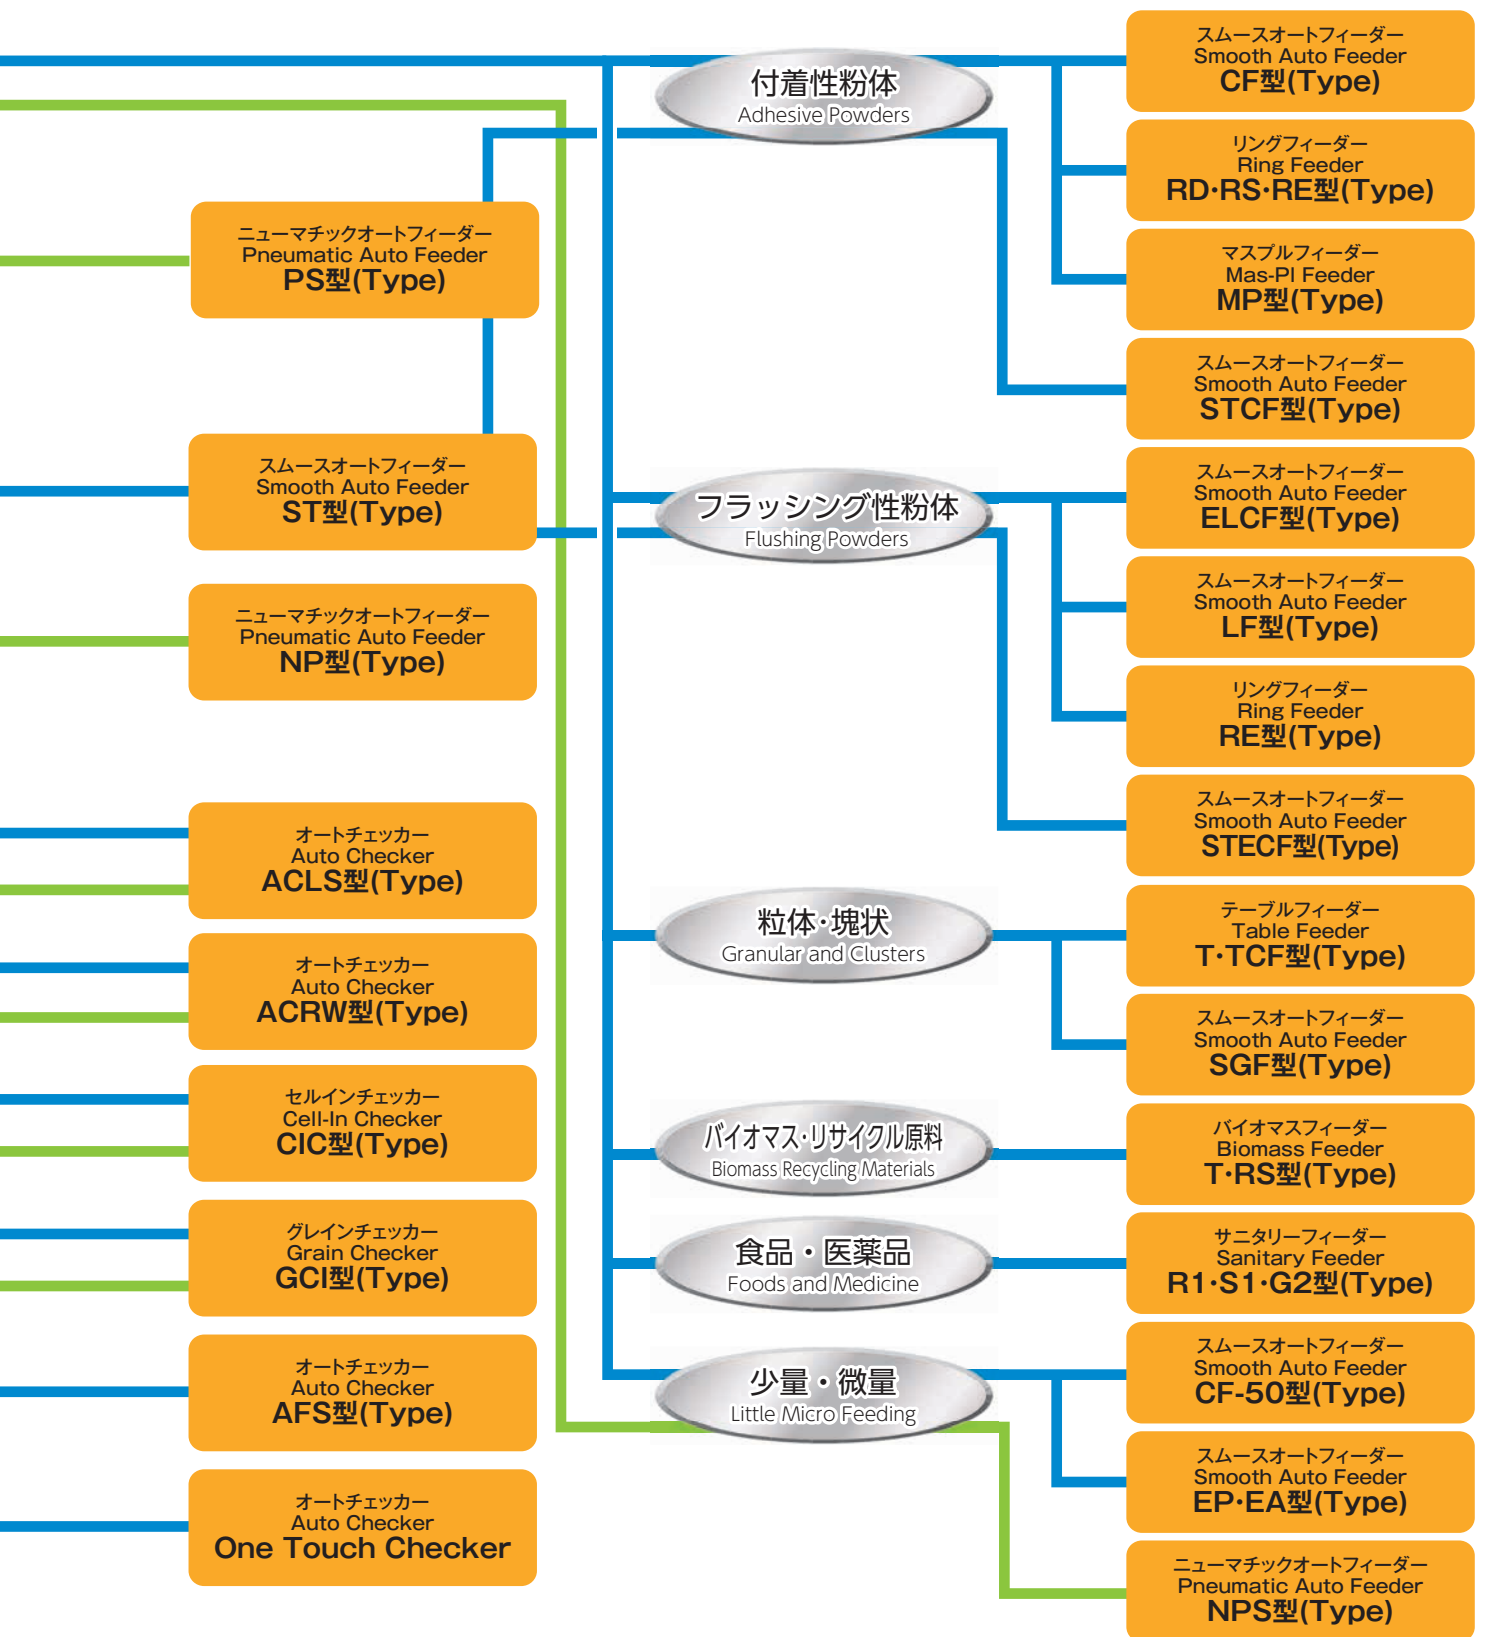 ニューマチックオートフィーダー
Pneumatic Auto Feeder
PS型(Type)
スムースオートフィーダー
Smooth Auto Feeder
ST型(Type)
ニューマチックオートフィーダー
Pneumatic Auto Feeder
NP型(Type)
オートチェッカー
Auto Checker
ACLS型(Type)
オートチェッカー
Auto Checker
ACRW型(Type)
セルインチェッカー
Cell-In Checker
CIC型(Type)
グレインチェッカー
Grain Checker
GCI型(Type)
オートチェッカー
Auto Checker
AFS型(Type)
オートチェッカー
Auto Checker
One Touch Checker
付着性粉体
Adhesive Powders
フラッシング性粉体
Flushing Powders
粒体・塊状
Granular and Clusters
バイオマス・リサイクル原料
Biomass Recycling Materials
食品・医薬品
Foods and Medicine
少量・微量
Little Micro Feeding
スムースオートフィーダー
Smooth Auto Feeder
CF型(Type)
リングフィーダー
Ring Feeder
RD・RS・RE型(Type)
マスプルフィーダー
Mas-Pl Feeder
MP型(Type)
スムースオートフィーダー
Smooth Auto Feeder
STCF型(Type)
スムースオートフィーダー
Smooth Auto Feeder
ELCF型(Type)
スムースオートフィーダー
Smooth Auto Feeder
LF型(Type)
リングフィーダー
Ring Feeder
RE型(Type)
スムースオートフィーダー
Smooth Auto Feeder
STECF型(Type)
テーブルフィーダー
Table Feeder
T・TCF型(Type)
スムースオートフィーダー
Smooth Auto Feeder
SGF型(Type)
バイオマスフィーダー
Biomass Feeder
T・RS型(Type)
サニタリーフィーダー
Sanitary Feeder
R1・S1・G2型(Type)
スムースオートフィーダー
Smooth Auto Feeder
CF-50型(Type)
スムースオートフィーダー
Smooth Auto Feeder
EP・EA型(Type)
ニューマチックオートフィーダー
Pneumatic Auto Feeder
NPS型(Type)